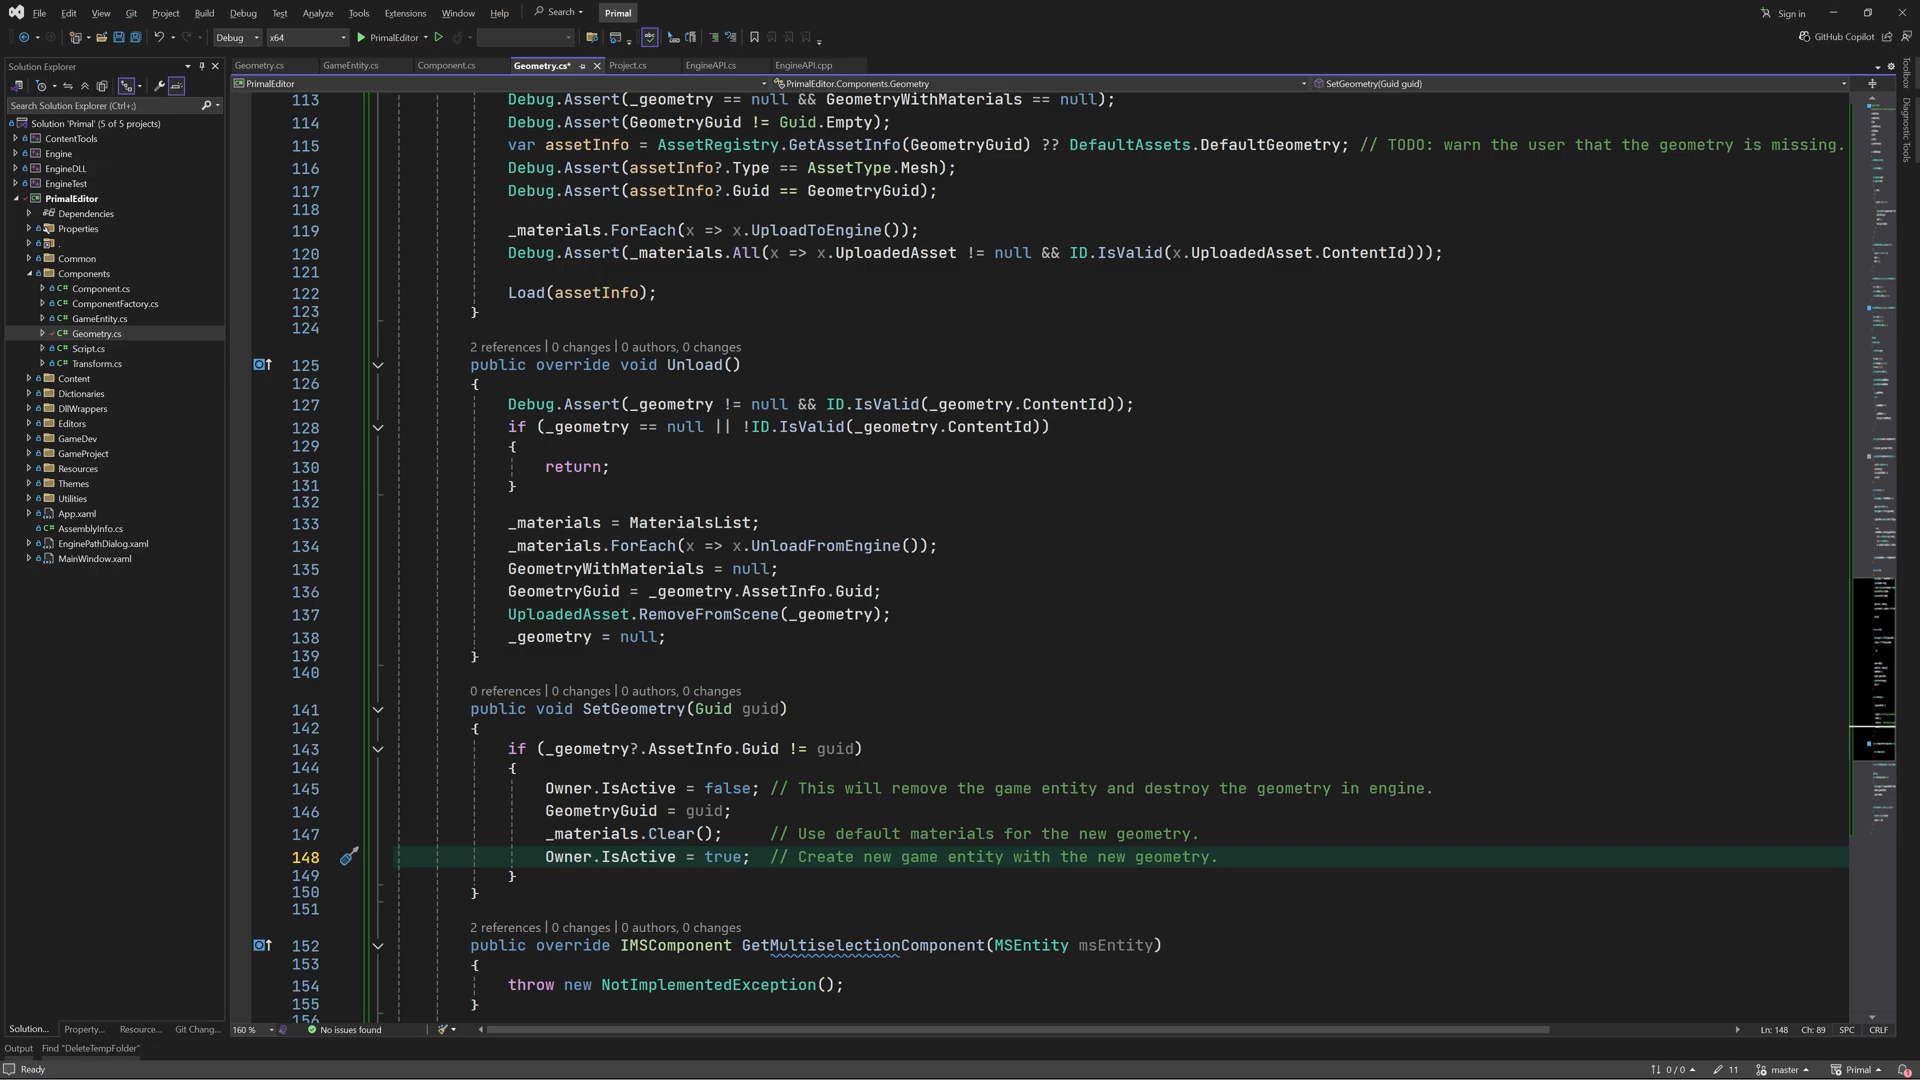 File Edit View Git Project Build Debug Test Analyze Tools Extensions Window Help Search Primal Sign in
Debug x64 PrimalEditor GitHub Copilot
Solution Explorer
Geometry.cs GameEntity.cs Component.cs Geometry.cs* Project.cs EngineAPI.cs EngineAPI.cpp
PrimalEditor PrimalEditor.Components.Geometry SetGeometry(Guid guid)
Search Solution Explorer (Ctrl+;)
Solution 'Primal' (5 of 5 projects)
ContentTools
Engine
EngineDLL
EngineTest
PrimalEditor
Dependencies
Properties
.
Common
Components
Component.cs
ComponentFactory.cs
GameEntity.cs
Geometry.cs
Script.cs
Transform.cs
Content
Dictionaries
DllWrappers
Editors
GameDev
GameProject
Resources
Themes
Utilities
App.xaml
AssemblyInfo.cs
EnginePathDialog.xaml
MainWindow.xaml
113 Debug.Assert(_geometry == null && GeometryWithMaterials == null);
114 Debug.Assert(GeometryGuid != Guid.Empty);
115 var assetInfo = AssetRegistry.GetAssetInfo(GeometryGuid) ?? DefaultAssets.DefaultGeometry; // TODO: warn the user that the geometry is missing.
116 Debug.Assert(assetInfo?.Type == AssetType.Mesh);
117 Debug.Assert(assetInfo?.Guid == GeometryGuid);
118
119 _materials.ForEach(x => x.UploadToEngine());
120 Debug.Assert(_materials.All(x => x.UploadedAsset != null && ID.IsValid(x.UploadedAsset.ContentId)));
121
122 Load(assetInfo);
123 }
124
2 references | 0 changes | 0 authors, 0 changes
125 public override void Unload()
126 {
127 Debug.Assert(_geometry != null && ID.IsValid(_geometry.ContentId));
128 if (_geometry == null || !ID.IsValid(_geometry.ContentId))
129 {
130 return;
131 }
132
133 _materials = MaterialsList;
134 _materials.ForEach(x => x.UnloadFromEngine());
135 GeometryWithMaterials = null;
136 GeometryGuid = _geometry.AssetInfo.Guid;
137 UploadedAsset.RemoveFromScene(_geometry);
138 _geometry = null;
139 }
140
0 references | 0 changes | 0 authors, 0 changes
141 public void SetGeometry(Guid guid)
142 {
143 if (_geometry?.AssetInfo.Guid != guid)
144 {
145 Owner.IsActive = false; // This will remove the game entity and destroy the geometry in engine.
146 GeometryGuid = guid;
147 _materials.Clear(); // Use default materials for the new geometry.
148 Owner.IsActive = true; // Create new game entity with the new geometry.
149 }
150 }
151
2 references | 0 changes | 0 authors, 0 changes
152 public override IMSComponent GetMultiselectionComponent(MSEntity msEntity)
153 {
154 throw new NotImplementedException();
155 }
156
Toolbox
Diagnostic Tools
Solution... Property... Resource... Git Chang...
160 % No issues found Ln: 148 Ch: 89 SPC CRLF
Output Find "DeleteTempFolder"
Ready 0 / 0 11 master Primal 1